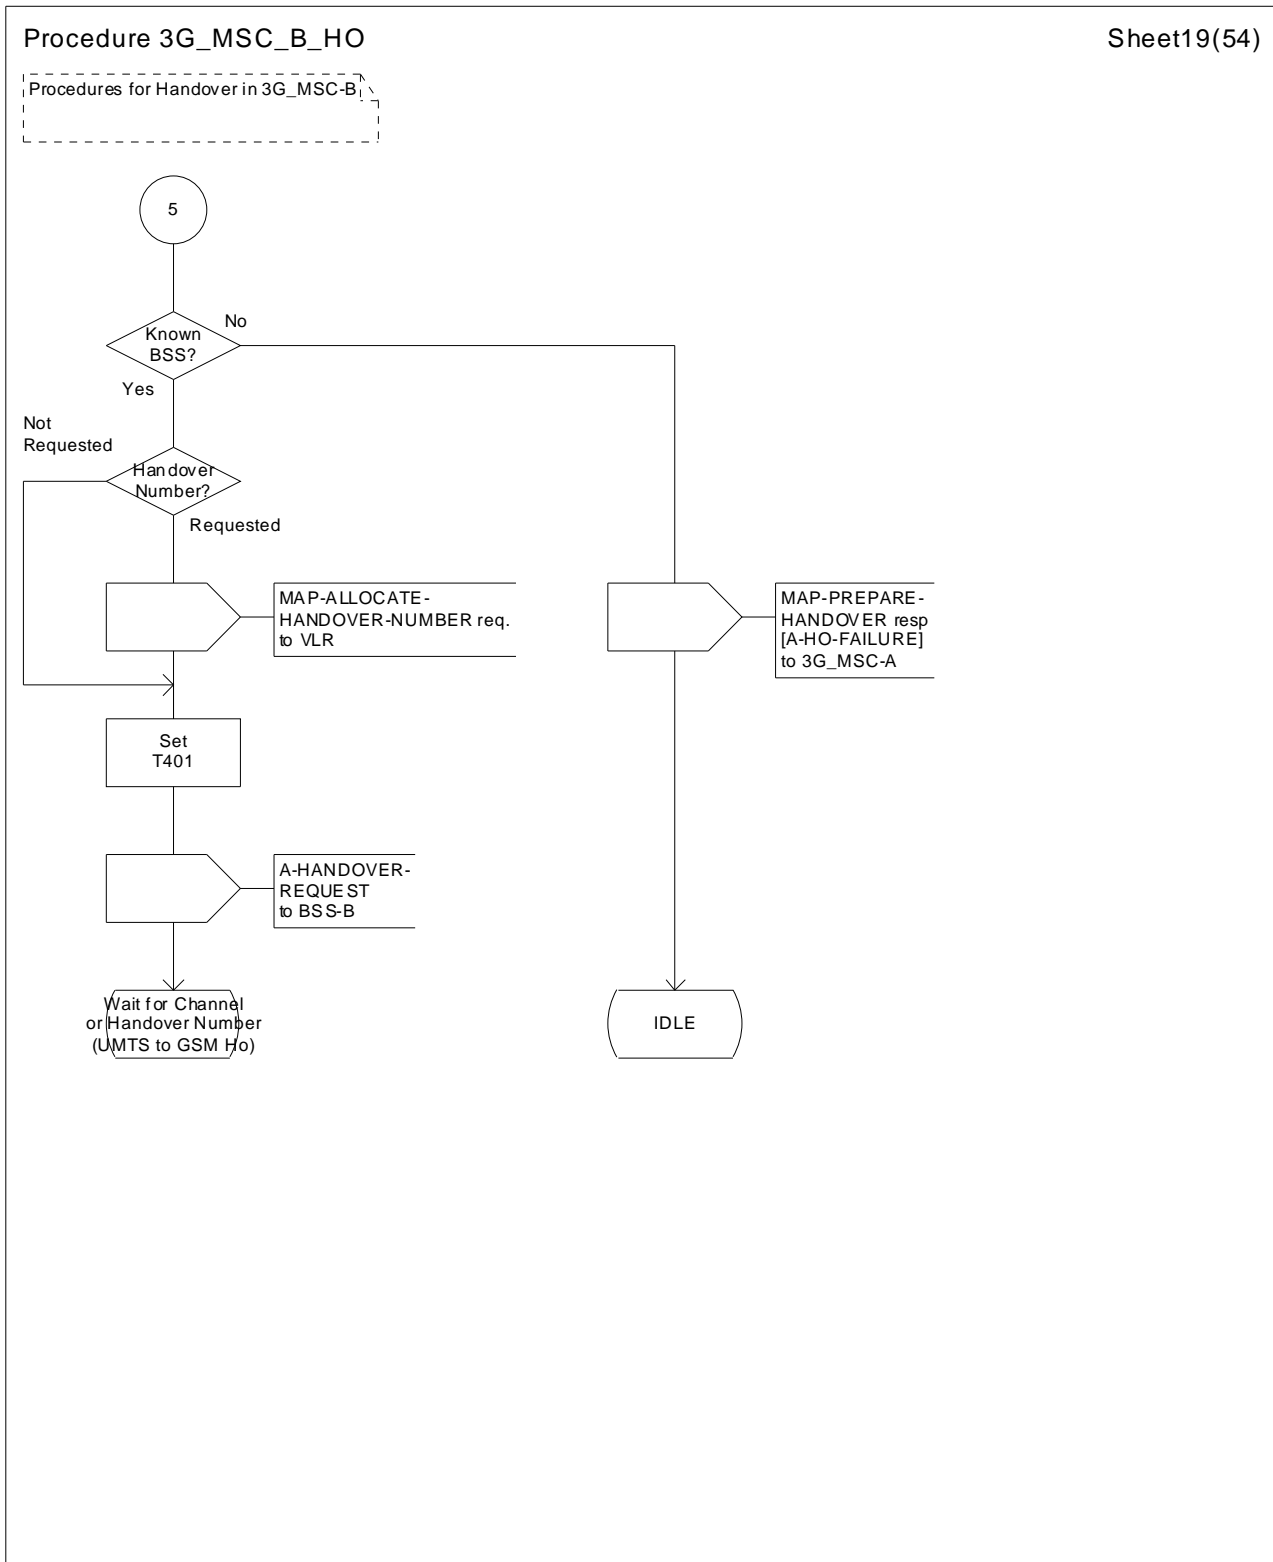 Procedure 3G_MSC_B_HO
Sheet19(54)
Procedures for Handover in 3G_MSC-B
5
Known
BSS?
No
Yes
Not
Requested
Handover
Number?
Requested
MAP-ALLOCATE-
HANDOVER-NUMBER req.
to VLR
MAP-PREPARE-
HANDOVER resp
[A-HO-FAILURE]
to 3G_MSC-A
Set
T401
A-HANDOVER-
REQUEST
to BSS-B
Wait for Channel
or Handover Number
(UMTS to GSM Ho)
IDLE